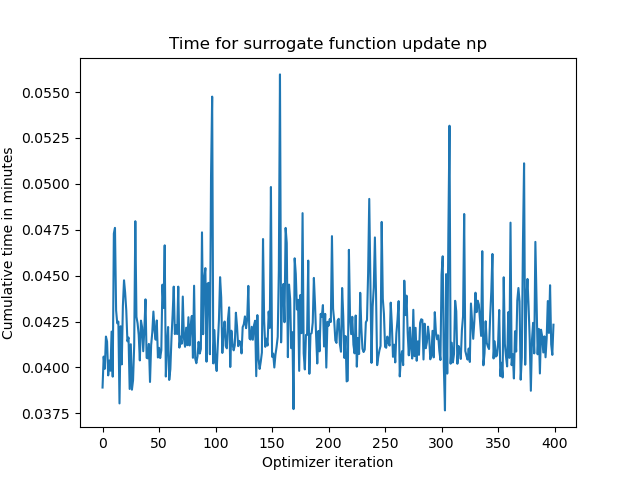 Time for surrogate function update np
Cumulative time in minutes
0.0550
0.0525
0.0500
0.0475
0.0450
0.0425
0.0400
0.0375
0 50 100 150 200 250 300 350 400
Optimizer iteration